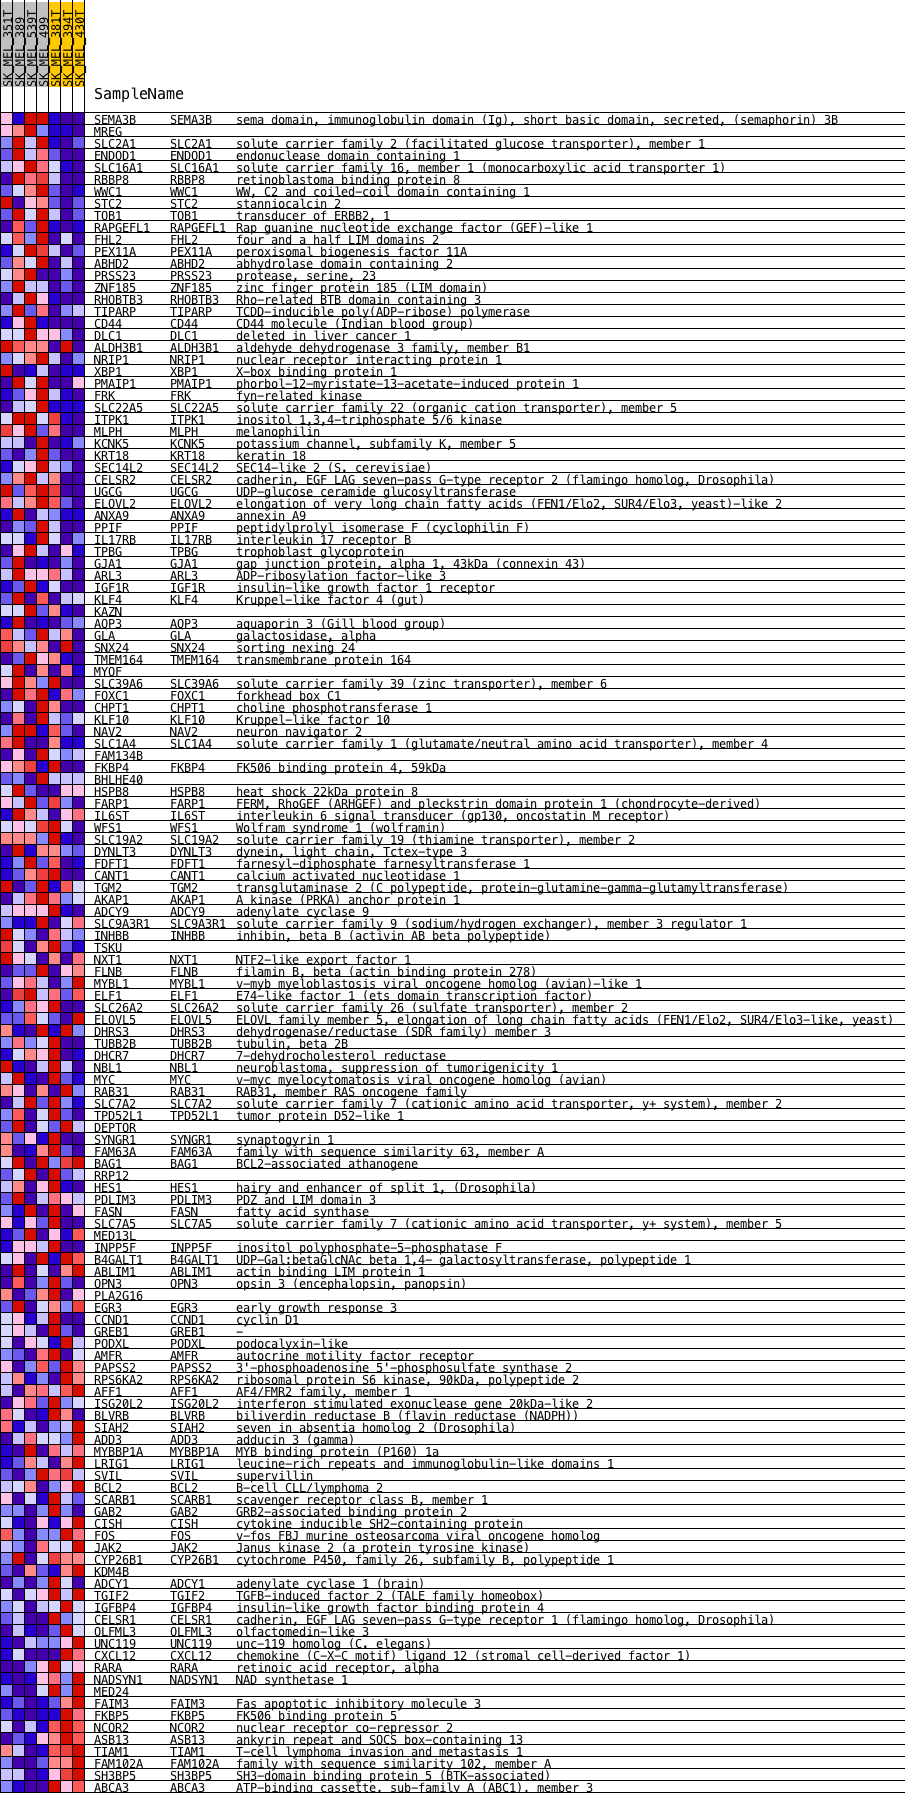 SK_MEL_351T
SK_MEL_389
SK_MEL_539T
SK_MEL_499
SK_MEL_381T
SK_MEL_394T
SK_MEL_430T
SampleName
SEMA3B SEMA3B sema domain, immunoglobulin domain (Ig), short basic domain, secreted, (semaphorin) 3B
MREG
SLC2A1 SLC2A1 solute carrier family 2 (facilitated glucose transporter), member 1
ENDOD1 ENDOD1 endonuclease domain containing 1
SLC16A1 SLC16A1 solute carrier family 16, member 1 (monocarboxylic acid transporter 1)
RBBP8 RBBP8 retinoblastoma binding protein 8
WWC1 WWC1 WW, C2 and coiled-coil domain containing 1
STC2 STC2 stanniocalcin 2
TOB1 TOB1 transducer of ERBB2, 1
RAPGEFL1 RAPGEFL1 Rap guanine nucleotide exchange factor (GEF)-like 1
FHL2 FHL2 four and a half LIM domains 2
PEX11A PEX11A peroxisomal biogenesis factor 11A
ABHD2 ABHD2 abhydrolase domain containing 2
PRSS23 PRSS23 protease, serine, 23
ZNF185 ZNF185 zinc finger protein 185 (LIM domain)
RHOBTB3 RHOBTB3 Rho-related BTB domain containing 3
TIPARP TIPARP TCDD-inducible poly(ADP-ribose) polymerase
CD44 CD44 CD44 molecule (Indian blood group)
DLC1 DLC1 deleted in liver cancer 1
ALDH3B1 ALDH3B1 aldehyde dehydrogenase 3 family, member B1
NRIP1 NRIP1 nuclear receptor interacting protein 1
XBP1 XBP1 X-box binding protein 1
PMAIP1 PMAIP1 phorbol-12-myristate-13-acetate-induced protein 1
FRK FRK fyn-related kinase
SLC22A5 SLC22A5 solute carrier family 22 (organic cation transporter), member 5
ITPK1 ITPK1 inositol 1,3,4-triphosphate 5/6 kinase
MLPH MLPH melanophilin
KCNK5 KCNK5 potassium channel, subfamily K, member 5
KRT18 KRT18 keratin 18
SEC14L2 SEC14L2 SEC14-like 2 (S. cerevisiae)
CELSR2 CELSR2 cadherin, EGF LAG seven-pass G-type receptor 2 (flamingo homolog, Drosophila)
UGCG UGCG UDP-glucose ceramide glucosyltransferase
ELOVL2 ELOVL2 elongation of very long chain fatty acids (FEN1/Elo2, SUR4/Elo3, yeast)-like 2
ANXA9 ANXA9 annexin A9
PPIF PPIF peptidylprolyl isomerase F (cyclophilin F)
IL17RB IL17RB interleukin 17 receptor B
TPBG TPBG trophoblast glycoprotein
GJA1 GJA1 gap junction protein, alpha 1, 43kDa (connexin 43)
ARL3 ARL3 ADP-ribosylation factor-like 3
IGF1R IGF1R insulin-like growth factor 1 receptor
KLF4 KLF4 Kruppel-like factor 4 (gut)
KAZN
AQP3 AQP3 aquaporin 3 (Gill blood group)
GLA GLA galactosidase, alpha
SNX24 SNX24 sorting nexing 24
TMEM164 TMEM164 transmembrane protein 164
MYOF
SLC39A6 SLC39A6 solute carrier family 39 (zinc transporter), member 6
FOXC1 FOXC1 forkhead box C1
CHPT1 CHPT1 choline phosphotransferase 1
KLF10 KLF10 Kruppel-like factor 10
NAV2 NAV2 neuron navigator 2
SLC1A4 SLC1A4 solute carrier family 1 (glutamate/neutral amino acid transporter), member 4
FAM134B
FKBP4 FKBP4 FK506 binding protein 4, 59kDa
BHLHE40
HSPB8 HSPB8 heat shock 22kDa protein 8
FARP1 FARP1 FERM, RhoGEF (ARHGEF) and pleckstrin domain protein 1 (chondrocyte-derived)
IL6ST IL6ST interleukin 6 signal transducer (gp130, oncostatin M receptor)
WFS1 WFS1 Wolfram syndrome 1 (wolframin)
SLC19A2 SLC19A2 solute carrier family 19 (thiamine transporter), member 2
DYNLT3 DYNLT3 dynein, light chain, Tctex-type 3
FDFT1 FDFT1 farnesyl-diphosphate farnesyltransferase 1
CANT1 CANT1 calcium activated nucleotidase 1
TGM2 TGM2 transglutaminase 2 (C polypeptide, protein-glutamine-gamma-glutamyltransferase)
AKAP1 AKAP1 A kinase (PRKA) anchor protein 1
ADCY9 ADCY9 adenylate cyclase 9
SLC9A3R1 SLC9A3R1 solute carrier family 9 (sodium/hydrogen exchanger), member 3 regulator 1
INHBB INHBB inhibin, beta B (activin AB beta polypeptide)
TSKU
NXT1 NXT1 NTF2-like export factor 1
FLNB FLNB filamin B, beta (actin binding protein 278)
MYBL1 MYBL1 v-myb myeloblastosis viral oncogene homolog (avian)-like 1
ELF1 ELF1 E74-like factor 1 (ets domain transcription factor)
SLC26A2 SLC26A2 solute carrier family 26 (sulfate transporter), member 2
ELOVL5 ELOVL5 ELOVL family member 5, elongation of long chain fatty acids (FEN1/Elo2, SUR4/Elo3-like, yeast)
DHRS3 DHRS3 dehydrogenase/reductase (SDR family) member 3
TUBB2B TUBB2B tubulin, beta 2B
DHCR7 DHCR7 7-dehydrocholesterol reductase
NBL1 NBL1 neuroblastoma, suppression of tumorigenicity 1
MYC MYC v-myc myelocytomatosis viral oncogene homolog (avian)
RAB31 RAB31 RAB31, member RAS oncogene family
SLC7A2 SLC7A2 solute carrier family 7 (cationic amino acid transporter, y+ system), member 2
TPD52L1 TPD52L1 tumor protein D52-like 1
DEPTOR
SYNGR1 SYNGR1 synaptogyrin 1
FAM63A FAM63A family with sequence similarity 63, member A
BAG1 BAG1 BCL2-associated athanogene
RRP12
HES1 HES1 hairy and enhancer of split 1, (Drosophila)
PDLIM3 PDLIM3 PDZ and LIM domain 3
FASN FASN fatty acid synthase
SLC7A5 SLC7A5 solute carrier family 7 (cationic amino acid transporter, y+ system), member 5
MED13L
INPP5F INPP5F inositol polyphosphate-5-phosphatase F
B4GALT1 B4GALT1 UDP-Gal:betaGlcNAc beta 1,4- galactosyltransferase, polypeptide 1
ABLIM1 ABLIM1 actin binding LIM protein 1
OPN3 OPN3 opsin 3 (encephalopsin, panopsin)
PLA2G16
EGR3 EGR3 early growth response 3
CCND1 CCND1 cyclin D1
GREB1 GREB1 -
PODXL PODXL podocalyxin-like
AMFR AMFR autocrine motility factor receptor
PAPSS2 PAPSS2 3'-phosphoadenosine 5'-phosphosulfate synthase 2
RPS6KA2 RPS6KA2 ribosomal protein S6 kinase, 90kDa, polypeptide 2
AFF1 AFF1 AF4/FMR2 family, member 1
ISG20L2 ISG20L2 interferon stimulated exonuclease gene 20kDa-like 2
BLVRB BLVRB biliverdin reductase B (flavin reductase (NADPH))
SIAH2 SIAH2 seven in absentia homolog 2 (Drosophila)
ADD3 ADD3 adducin 3 (gamma)
MYBBP1A MYBBP1A MYB binding protein (P160) 1a
LRIG1 LRIG1 leucine-rich repeats and immunoglobulin-like domains 1
SVIL SVIL supervillin
BCL2 BCL2 B-cell CLL/lymphoma 2
SCARB1 SCARB1 scavenger receptor class B, member 1
GAB2 GAB2 GRB2-associated binding protein 2
CISH CISH cytokine inducible SH2-containing protein
FOS FOS v-fos FBJ murine osteosarcoma viral oncogene homolog
JAK2 JAK2 Janus kinase 2 (a protein tyrosine kinase)
CYP26B1 CYP26B1 cytochrome P450, family 26, subfamily B, polypeptide 1
KDM4B
ADCY1 ADCY1 adenylate cyclase 1 (brain)
TGIF2 TGIF2 TGFB-induced factor 2 (TALE family homeobox)
IGFBP4 IGFBP4 insulin-like growth factor binding protein 4
CELSR1 CELSR1 cadherin, EGF LAG seven-pass G-type receptor 1 (flamingo homolog, Drosophila)
OLFML3 OLFML3 olfactomedin-like 3
UNC119 UNC119 unc-119 homolog (C. elegans)
CXCL12 CXCL12 chemokine (C-X-C motif) ligand 12 (stromal cell-derived factor 1)
RARA RARA retinoic acid receptor, alpha
NADSYN1 NADSYN1 NAD synthetase 1
MED24
FAIM3 FAIM3 Fas apoptotic inhibitory molecule 3
FKBP5 FKBP5 FK506 binding protein 5
NCOR2 NCOR2 nuclear receptor co-repressor 2
ASB13 ASB13 ankyrin repeat and SOCS box-containing 13
TIAM1 TIAM1 T-cell lymphoma invasion and metastasis 1
FAM102A FAM102A family with sequence similarity 102, member A
SH3BP5 SH3BP5 SH3-domain binding protein 5 (BTK-associated)
ABCA3 ABCA3 ATP-binding cassette, sub-family A (ABC1), member 3